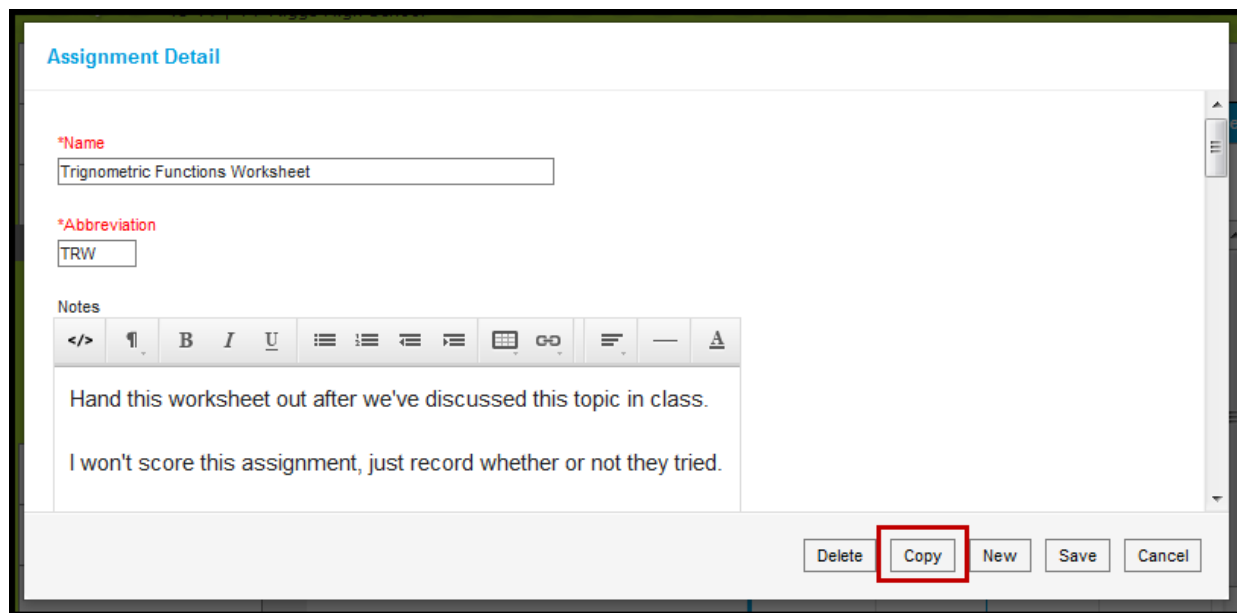 Assignment Detail
*Name
Trignometric Functions Worksheet
*Abbreviation
TRW
Notes
</> ¶ B I U A
Hand this worksheet out after we've discussed this topic in class.
I won't score this assignment, just record whether or not they tried.
Delete Copy New Save Cancel